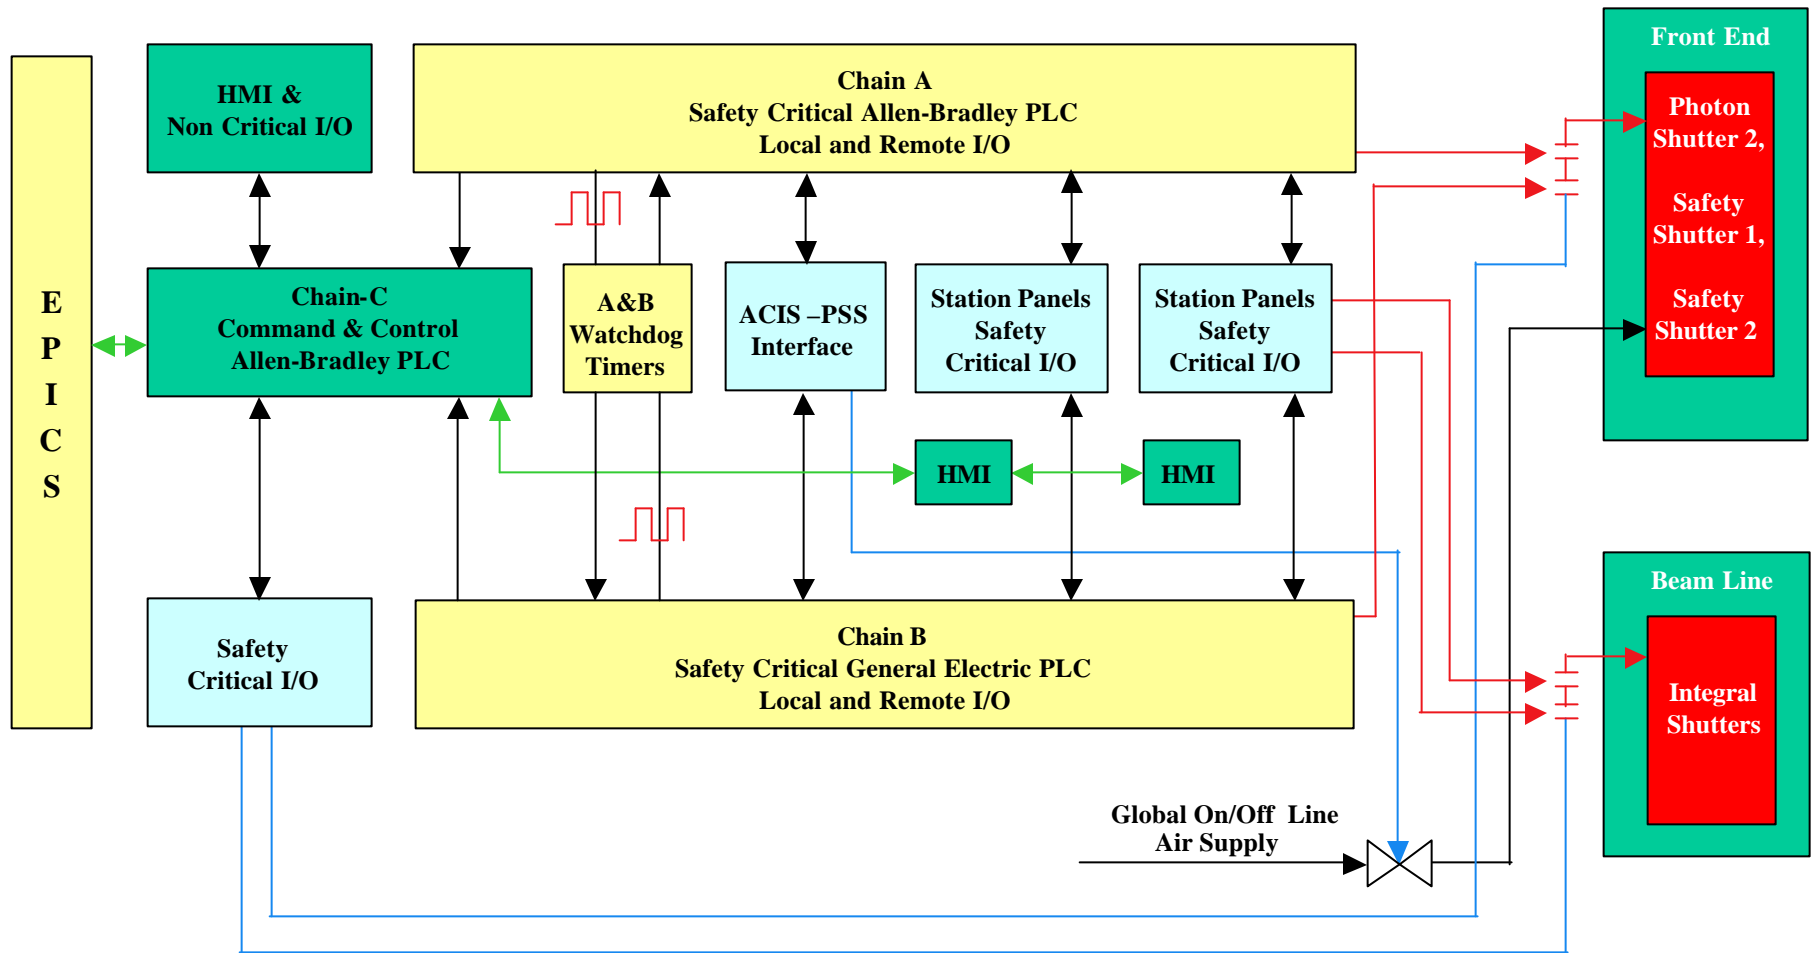 E
P
I
C
S
HMI &
Non Critical I/O
Chain A
Safety Critical Allen-Bradley PLC
Local and Remote I/O
Front End
Photon
Shutter 2,
Safety
Shutter 1,
Safety
Shutter 2
Chain-C
Command & Control
Allen-Bradley PLC
A&B
Watchdog
Timers
ACIS –PSS
Interface
Station Panels
Safety
Critical I/O
Station Panels
Safety
Critical I/O
HMI
HMI
Safety
Critical I/O
Chain B
Safety Critical General Electric PLC
Local and Remote I/O
Beam Line
Integral
Shutters
Global On/Off Line
Air Supply